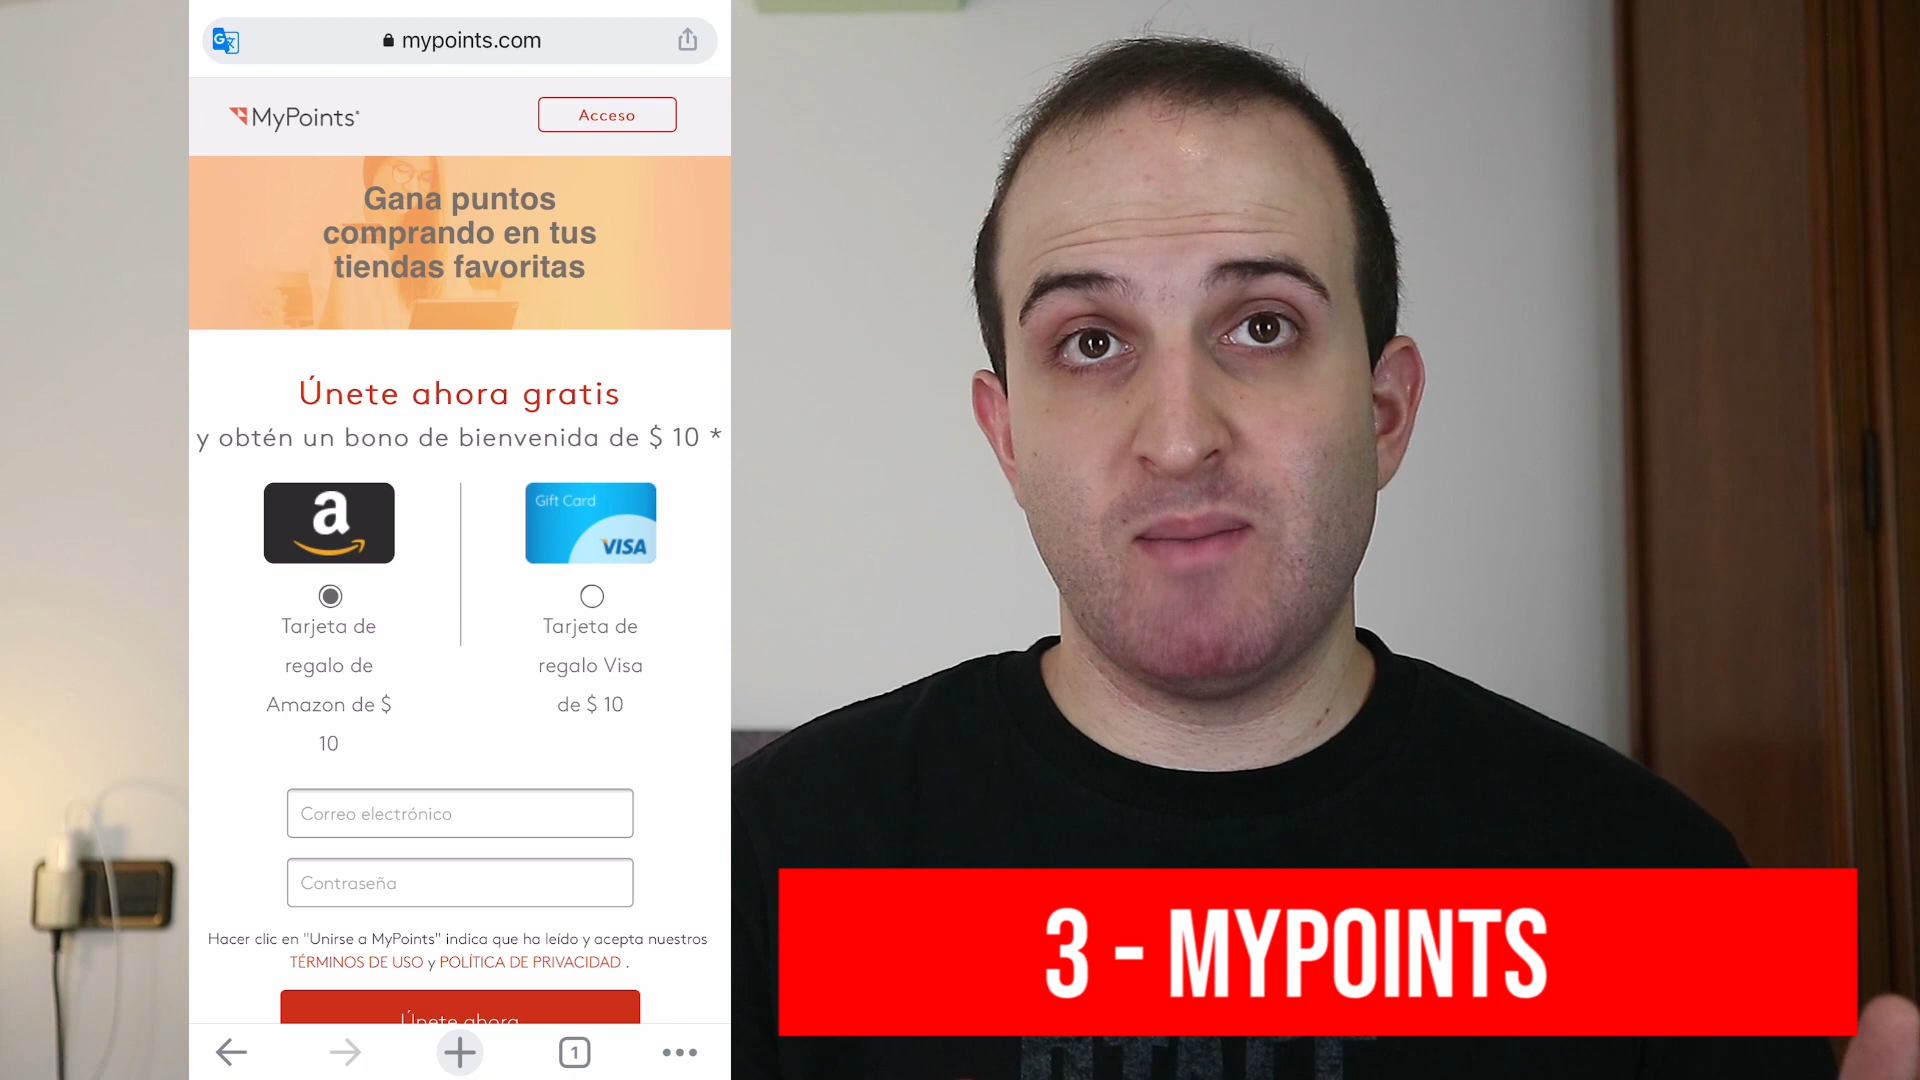 mypoints.com
MyPoints®
Acceso
Gana puntos
comprando en tus
tiendas favoritas
Únete ahora gratis
y obtén un bono de bienvenida de $ 10 *
a
Gift Card
VISA
Tarjeta de
regalo de
Amazon de $
10
Tarjeta de
regalo Visa
de $ 10
Correo electrónico
Contraseña
Hacer clic en "Unirse a MyPoints" indica que ha leído y acepta nuestros
TÉRMINOS DE USO y POLÍTICA DE PRIVACIDAD .
Únete ahora
1
3 - MYPOINTS